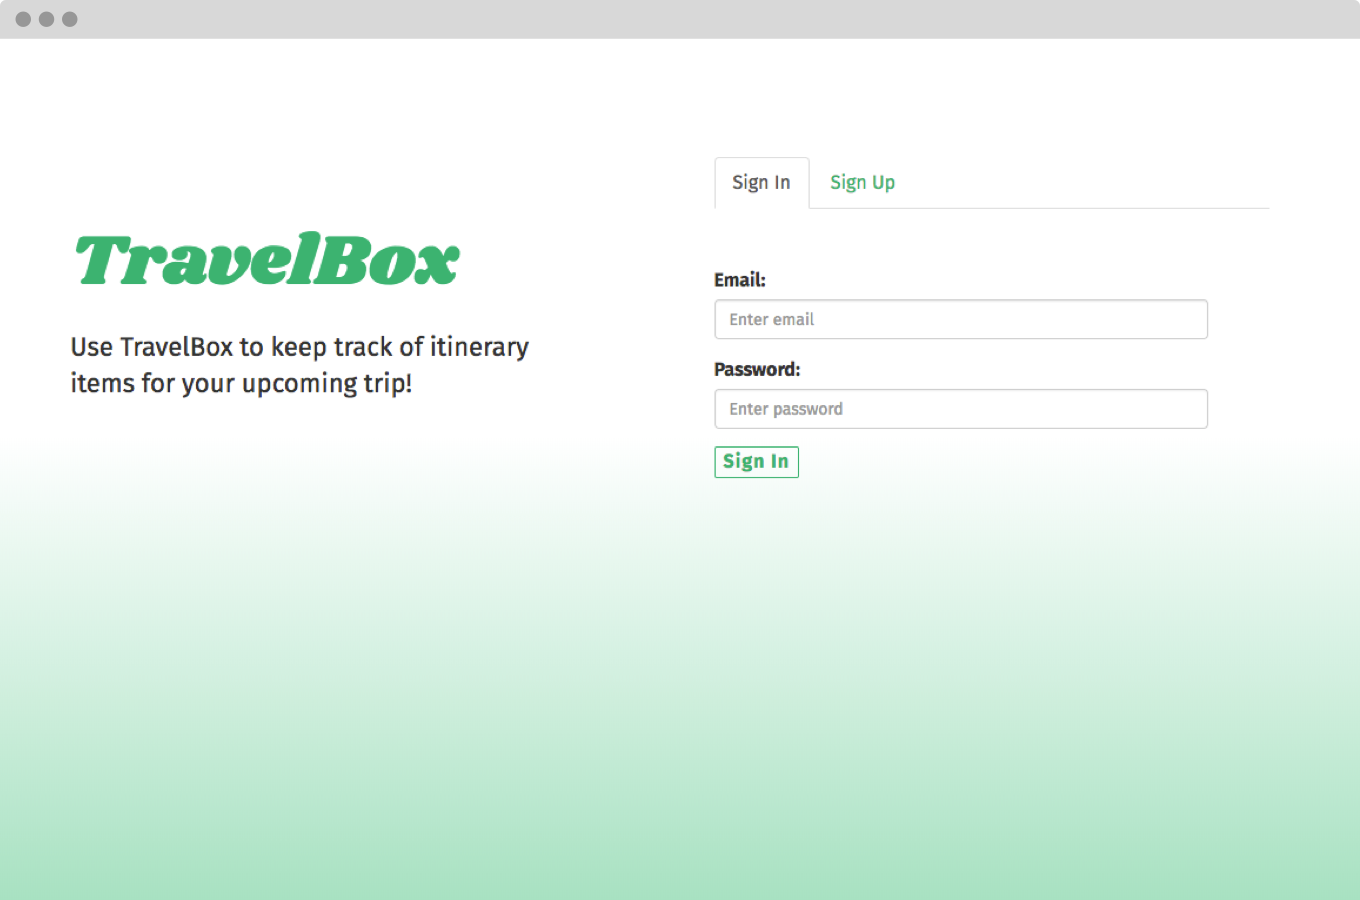 TravelBox
Use TravelBox to keep track of itinerary
items for your upcoming trip!
Sign In
Sign Up
Email:
Enter email
Password:
Enter password
Sign In